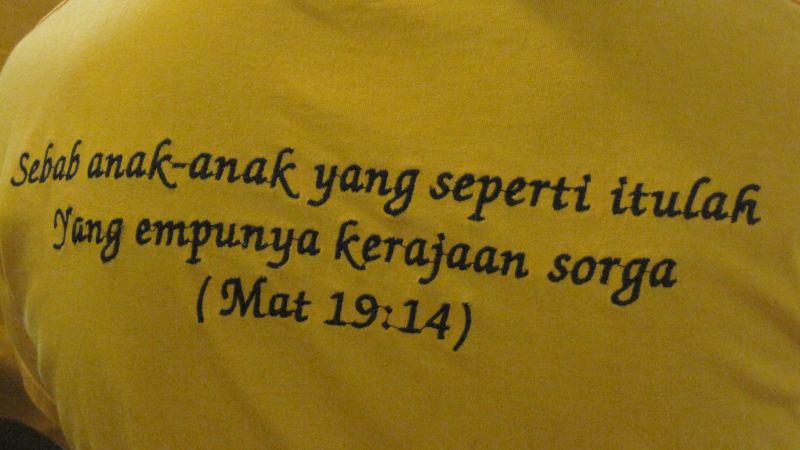 Sebab anak-anak yang seperti itulah
Yang empunya kerajaan sorga
(Mat 19:14)